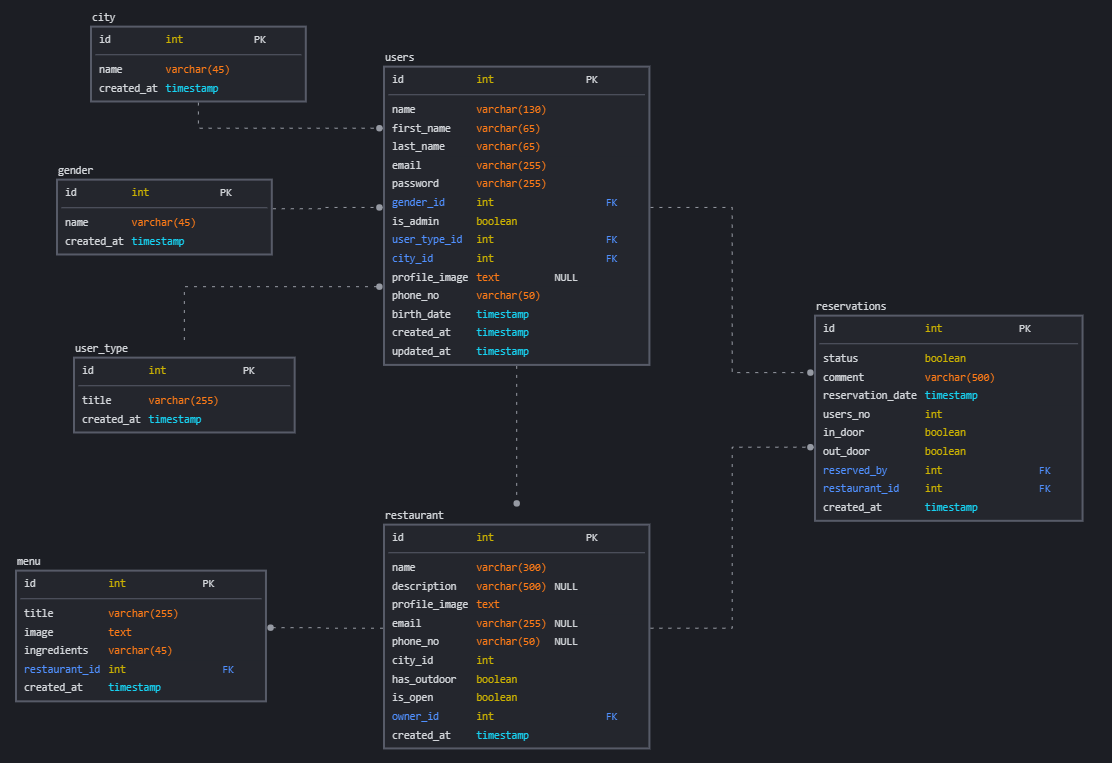 city
id int PK
name varchar(45)
created_at timestamp
users
id int PK
name varchar(130)
first_name varchar(65)
last_name varchar(65)
email varchar(255)
password varchar(255)
gender_id int FK
is_admin boolean
user_type_id int FK
city_id int FK
profile_image text NULL
phone_no varchar(50)
birth_date timestamp
created_at timestamp
updated_at timestamp
gender
id int PK
name varchar(45)
created_at timestamp
user_type
id int PK
title varchar(255)
created_at timestamp
reservations
id int PK
status boolean
comment varchar(500)
reservation_date timestamp
users_no int
in_door boolean
out_door boolean
reserved_by int FK
restaurant_id int FK
created_at timestamp
restaurant
id int PK
name varchar(300)
description varchar(500) NULL
profile_image text
email varchar(255) NULL
phone_no varchar(50) NULL
city_id int
has_outdoor boolean
is_open boolean
owner_id int FK
created_at timestamp
menu
id int PK
title varchar(255)
image text
ingredients varchar(45)
restaurant_id int FK
created_at timestamp